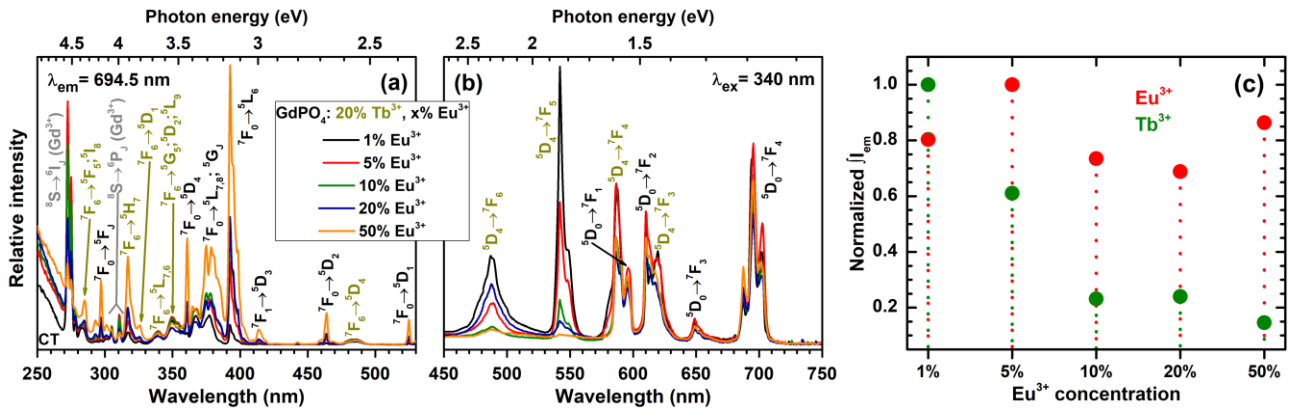 Photon energy (eV)
4.5 4 3.5 3 2.5
λem= 694.5 nm
(a)
Relative intensity
⁸S→⁶IJ (Gd³⁺)
⁷F₆→⁵F₅;⁵I₈
⁷F₀→⁵FJ
⁸S→⁶PJ (Gd³⁺)
⁷F₆→⁵H₇
⁷F₆→⁵D₁
⁷F₆→⁵L₇,₆
⁷F₆→⁵G₅;⁵D₂;⁵L₉
⁷F₀→⁵D₄
⁷F₀→⁵L₇,₈;⁵GJ
⁷F₀→⁵L₆
⁷F₁→⁵D₃
⁷F₀→⁵D₂
⁷F₆→⁵D₄
⁷F₀→⁵D₁
CT
250 300 350 400 450 500
Wavelength (nm)
GdPO₄: 20% Tb³⁺, x% Eu³⁺
1% Eu³⁺
5% Eu³⁺
10% Eu³⁺
20% Eu³⁺
50% Eu³⁺
Photon energy (eV)
2.5 2 1.5
(b)
λex= 340 nm
⁵D₄→⁷F₆
⁵D₄→⁷F₅
⁵D₄→⁷F₄
⁵D₀→⁷F₁
⁵D₀→⁷F₂
⁵D₄→⁷F₃
⁵D₀→⁷F₃
⁵D₀→⁷F₄
450 500 550 600 650 700 750
Wavelength (nm)
(c)
Eu³⁺
Tb³⁺
Normalized ∫Iem
1.0
0.8
0.6
0.4
0.2
1% 5% 10% 20% 50%
Eu³⁺ concentration